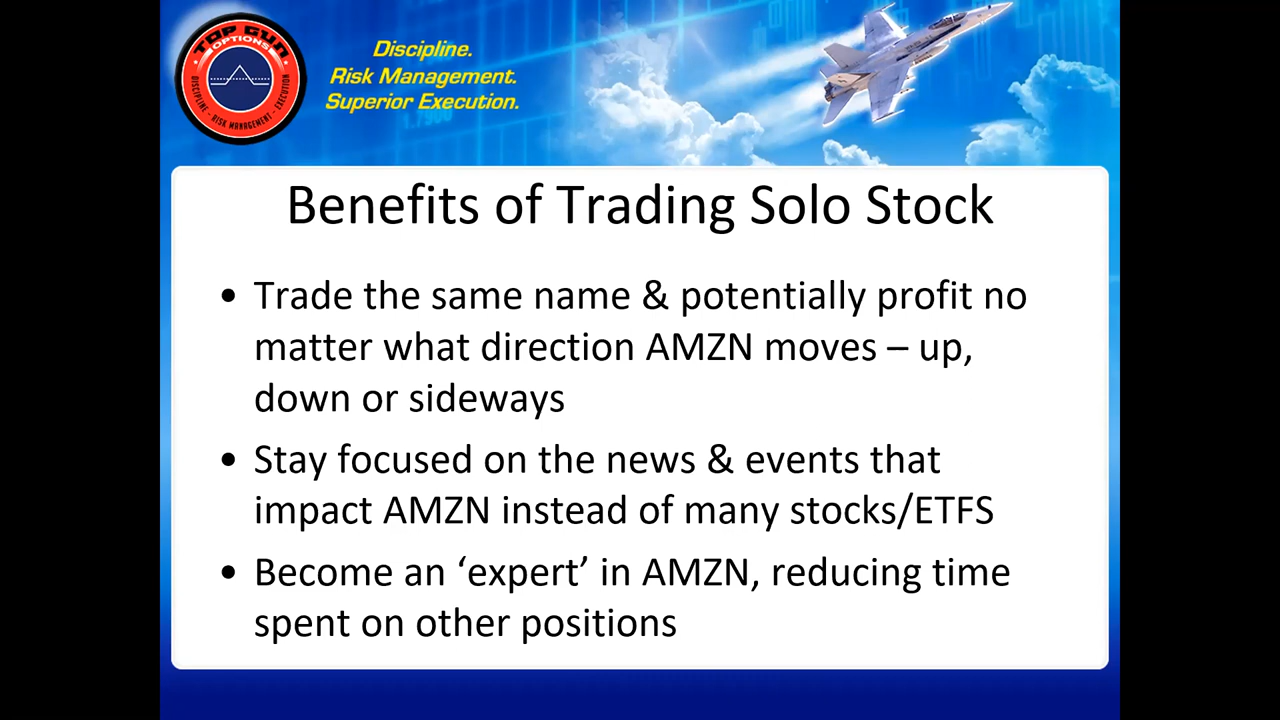 TOP GUN
OPTIONS
DISCIPLINE – RISK MANAGEMENT – EXECUTION
Discipline.
Risk Management.
Superior Execution.
Benefits of Trading Solo Stock
• Trade the same name & potentially profit no
matter what direction AMZN moves – up,
down or sideways
• Stay focused on the news & events that
impact AMZN instead of many stocks/ETFS
• Become an ‘expert’ in AMZN, reducing time
spent on other positions